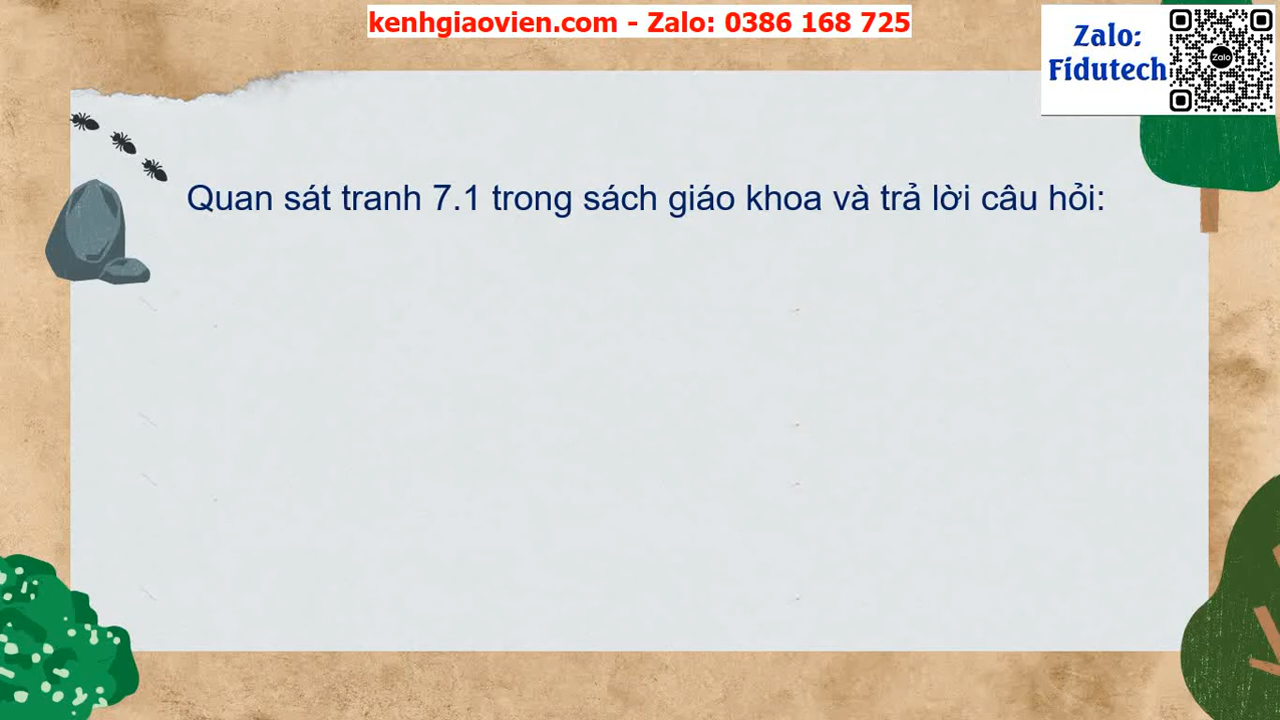 kenhgiaovien.com - Zalo: 0386 168 725
Zalo:
Fidutech
Zalo
Quan sát tranh 7.1 trong sách giáo khoa và trả lời câu hỏi: